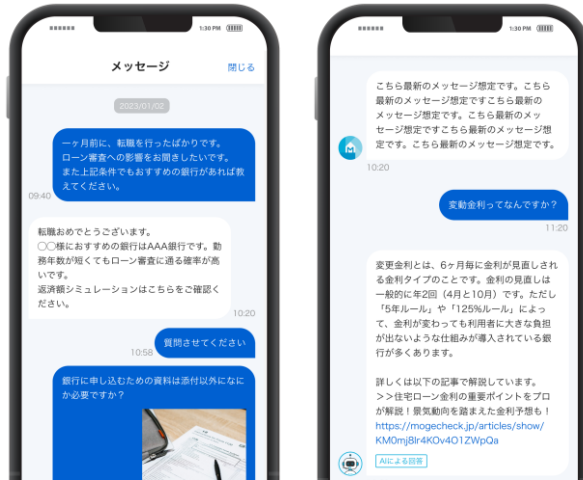 1:30 PM
メッセージ
閉じる
2023/01/02
一ヶ月前に、転職を行ったばかりです。
ローン審査への影響をお聞きしたいです。
また上記条件でもおすすめの銀行があれば教
えてください。
09:40
転職おめでとうございます。
◯◯様におすすめの銀行はAAA銀行です。勤
務年数が短くてもローン審査に通る確率が高
いです。
返済額シミュレーションはこちらをご確認く
ださい。
10:20
質問させてください
10:58
銀行に申し込むための資料は添付以外になに
か必要ですか？
1:30 PM
こちら最新のメッセージ想定です。こちら
最新のメッセージ想定ですこちら最新の
メッセージ想定です。こちら最新のメッ
セージ想定ですこちら最新のメッセージ想
定です。こちら最新のメッセージ想定です。
10:20
変動金利ってなんですか？
11:20
変更金利とは、6ヶ月毎に金利が見直しされ
る金利タイプのことです。金利の見直しは
一般的に年2回（4月と10月）です。ただし
「5年ルール」や「125%ルール」によっ
て、金利が変わっても利用者に大きな負担
が出ないような仕組みが導入されている銀
行が多くあります。
詳しくは以下の記事で解説しています。
>>住宅ローン金利の重要ポイントをプロ
が解説！景気動向を踏まえた金利予想も！
https://mogecheck.jp/articles/show/
KM0mj8lr4KOv4O1ZWpQa
AIによる回答